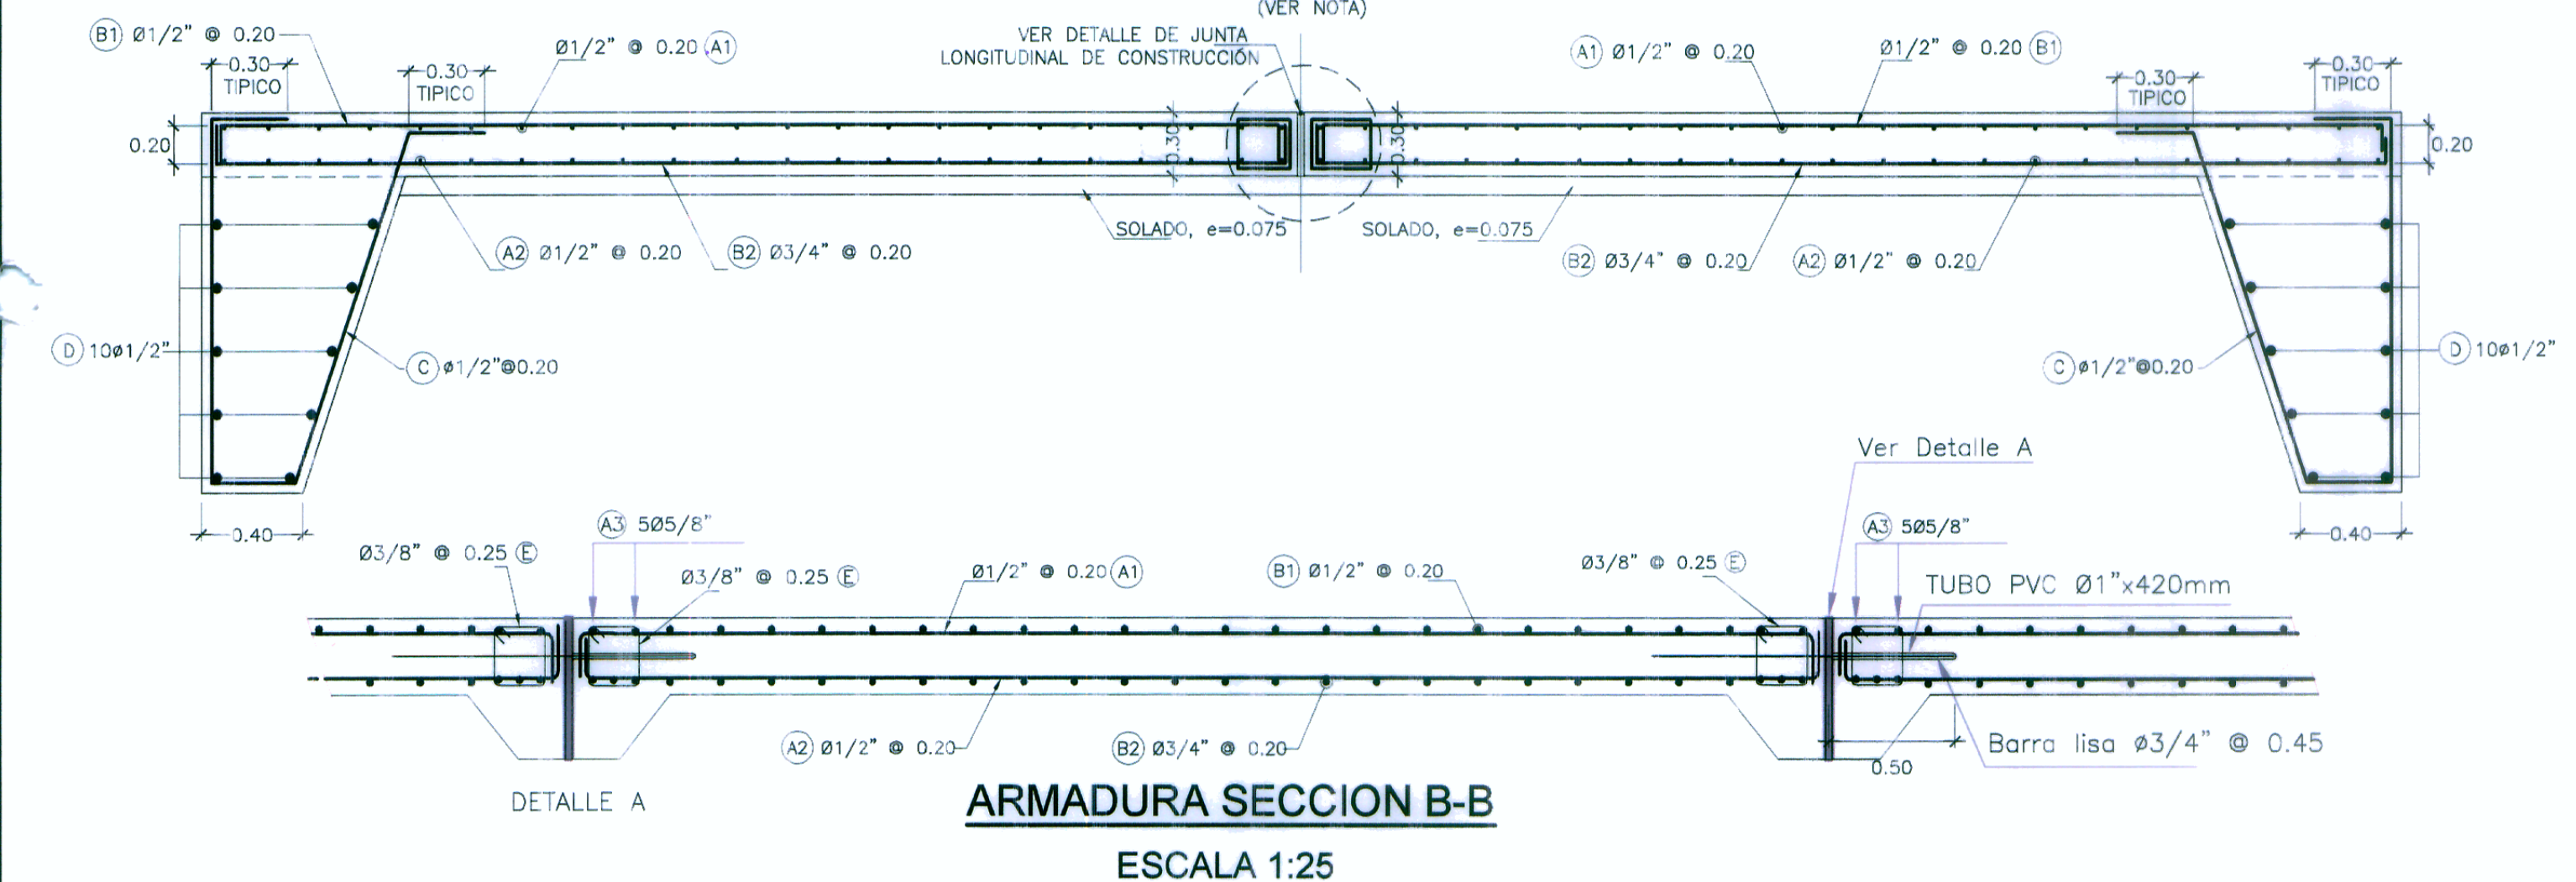 (VER NOTA)
B1 Ø1/2" @ 0.20
Ø1/2" @ 0.20 A1
VER DETALLE DE JUNTA
LONGITUDINAL DE CONSTRUCCIÓN
A1 Ø1/2" @ 0.20
Ø1/2" @ 0.20 B1
0.30
TIPICO
0.30
TIPICO
0.30
TIPICO
0.30
TIPICO
0.20
0.30
0.30
0.20
SOLADO, e=0.075
SOLADO, e=0.075
A2 Ø1/2" @ 0.20
B2 Ø3/4" @ 0.20
B2 Ø3/4" @ 0.20
A2 Ø1/2" @ 0.20
D 10ø1/2"
C ø1/2"@0.20
C ø1/2"@0.20
D 10ø1/2"
Ver Detalle A
0.40
0.40
A3 5Ø5/8"
A3 5Ø5/8"
Ø3/8" @ 0.25 E
Ø3/8" @ 0.25 E
Ø1/2" @ 0.20 A1
B1 Ø1/2" @ 0.20
Ø3/8" @ 0.25 E
TUBO PVC Ø1"x420mm
A2 Ø1/2" @ 0.20
B2 Ø3/4" @ 0.20
Barra lisa ø3/4" @ 0.45
0.50
DETALLE A
ARMADURA SECCION B-B
ESCALA 1:25